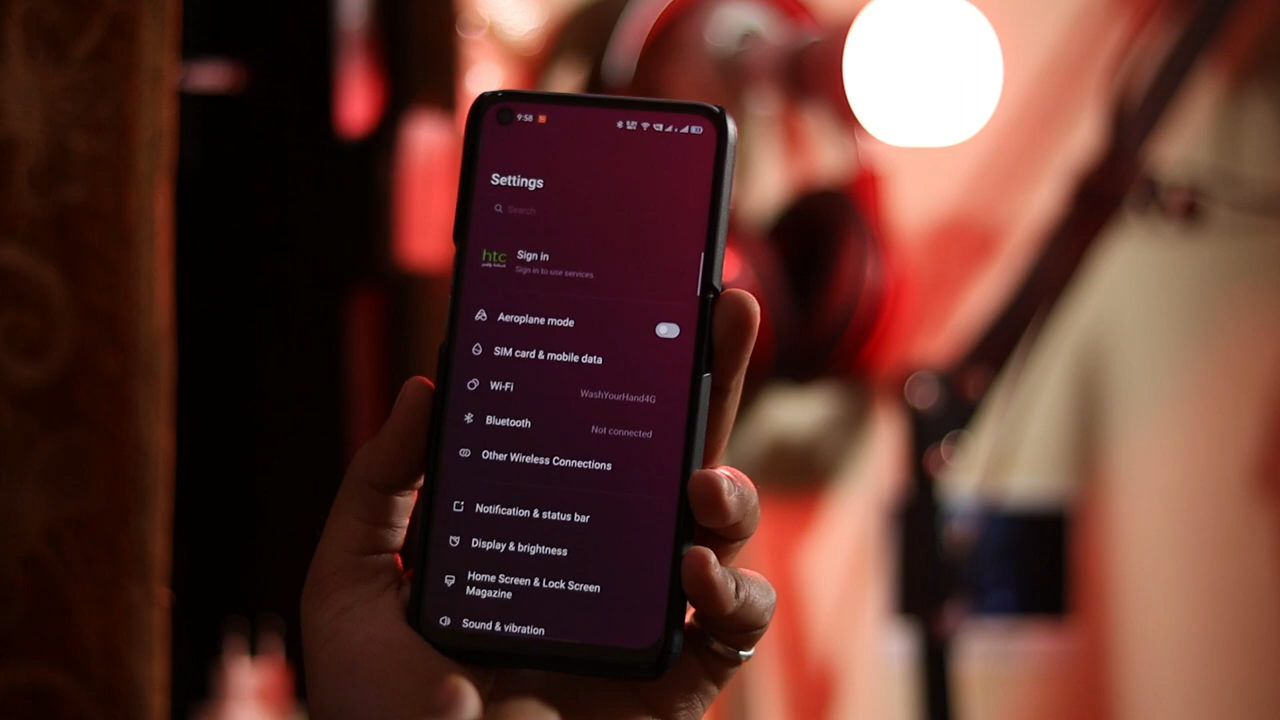 9:58
Settings
Search
htc
Sign in
Sign in to use services
Aeroplane mode
SIM card & mobile data
Wi-Fi WashYourHand4G
Bluetooth Not connected
Other Wireless Connections
Notification & status bar
Display & brightness
Home Screen & Lock Screen
Magazine
Sound & vibration